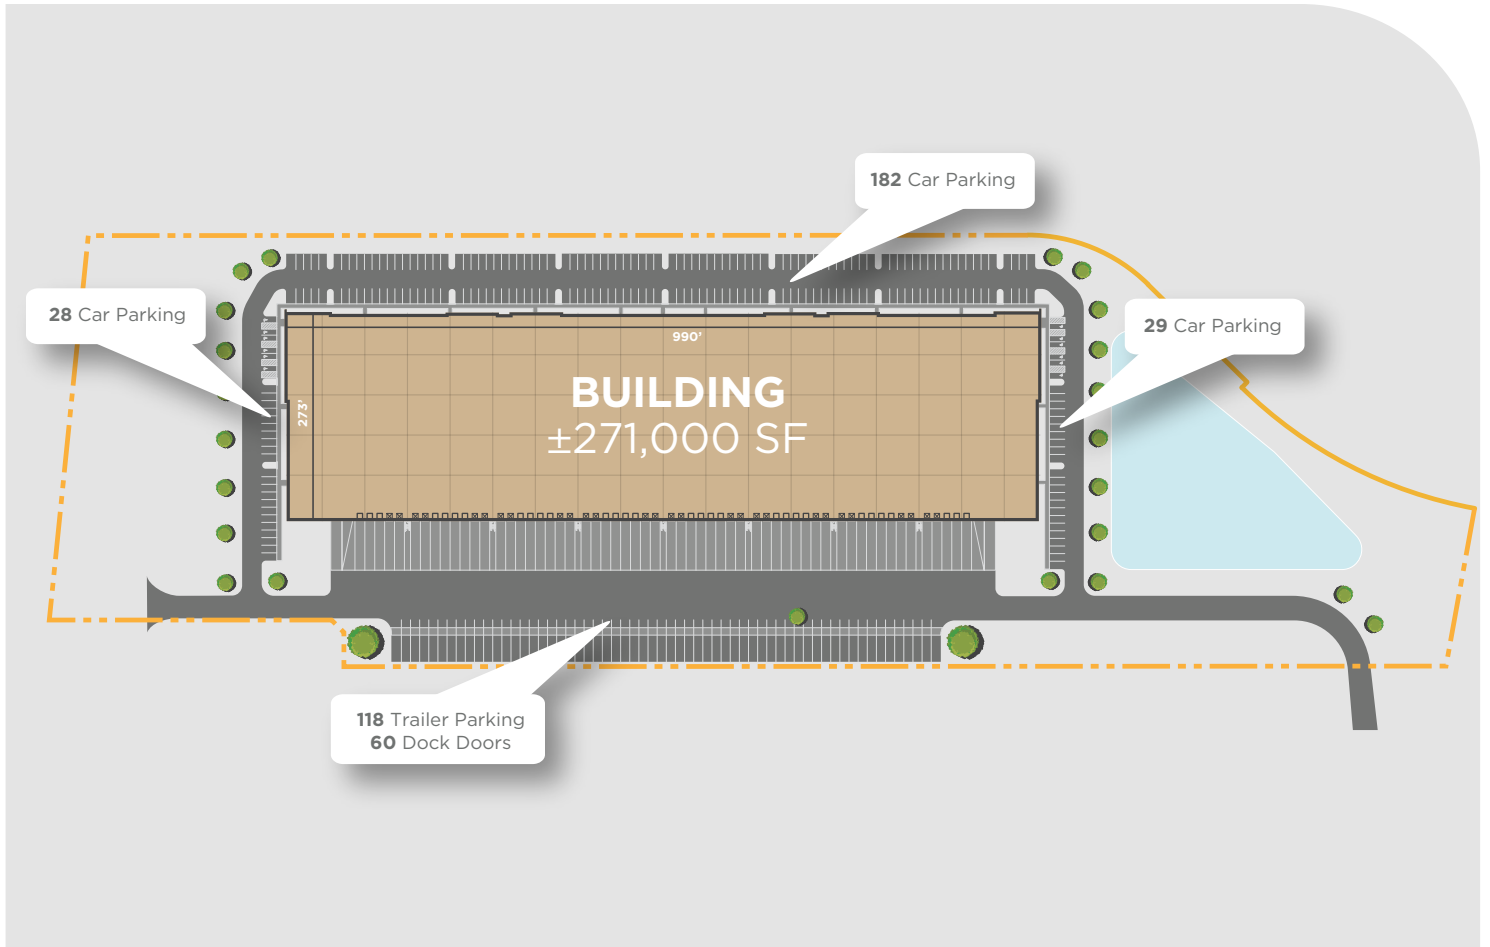 182 Car Parking
28 Car Parking
29 Car Parking
990'
273'
BUILDING
±271,000 SF
118 Trailer Parking
60 Dock Doors